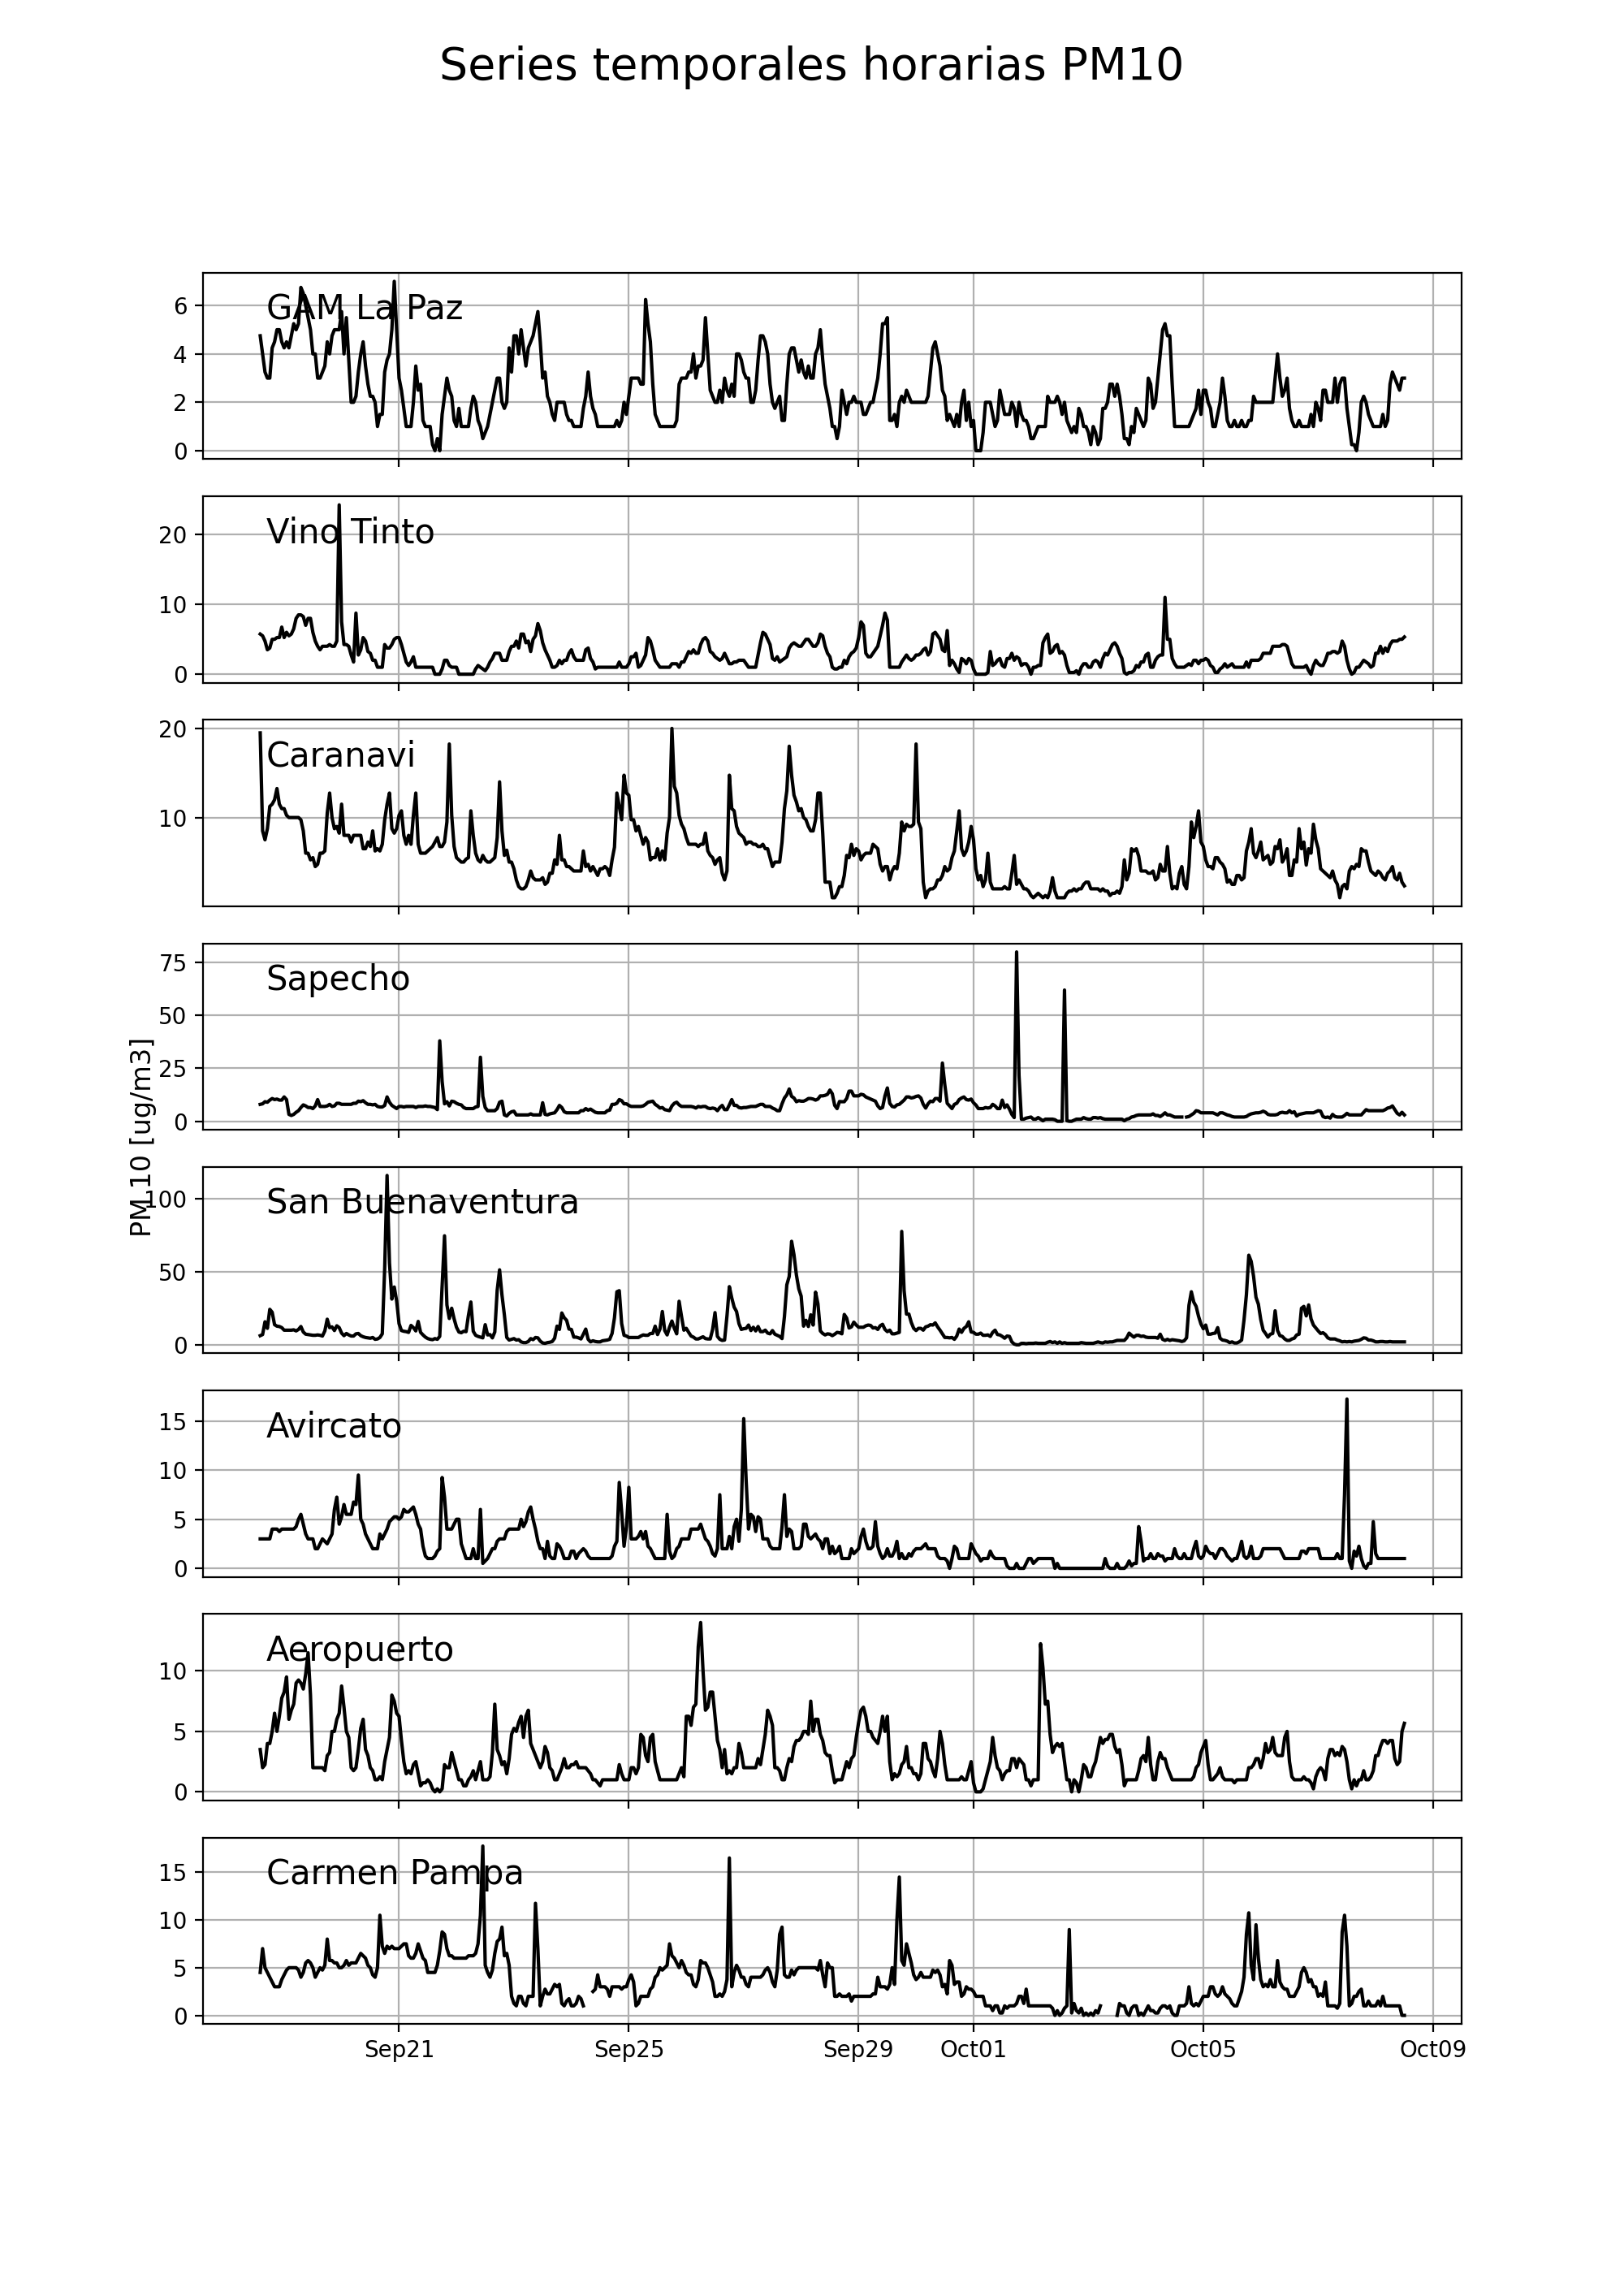 Series temporales horarias PM10
GAM La Paz
6
4
2
0
Vino Tinto
20
10
0
Caranavi
20
10
Sapecho
75
50
25
0
PM 10 [ug/m3]
San Buenaventura
100
50
0
Avircato
15
10
5
0
Aeropuerto
10
5
0
Carmen Pampa
15
10
5
0
Sep21 Sep25 Sep29 Oct01 Oct05 Oct09